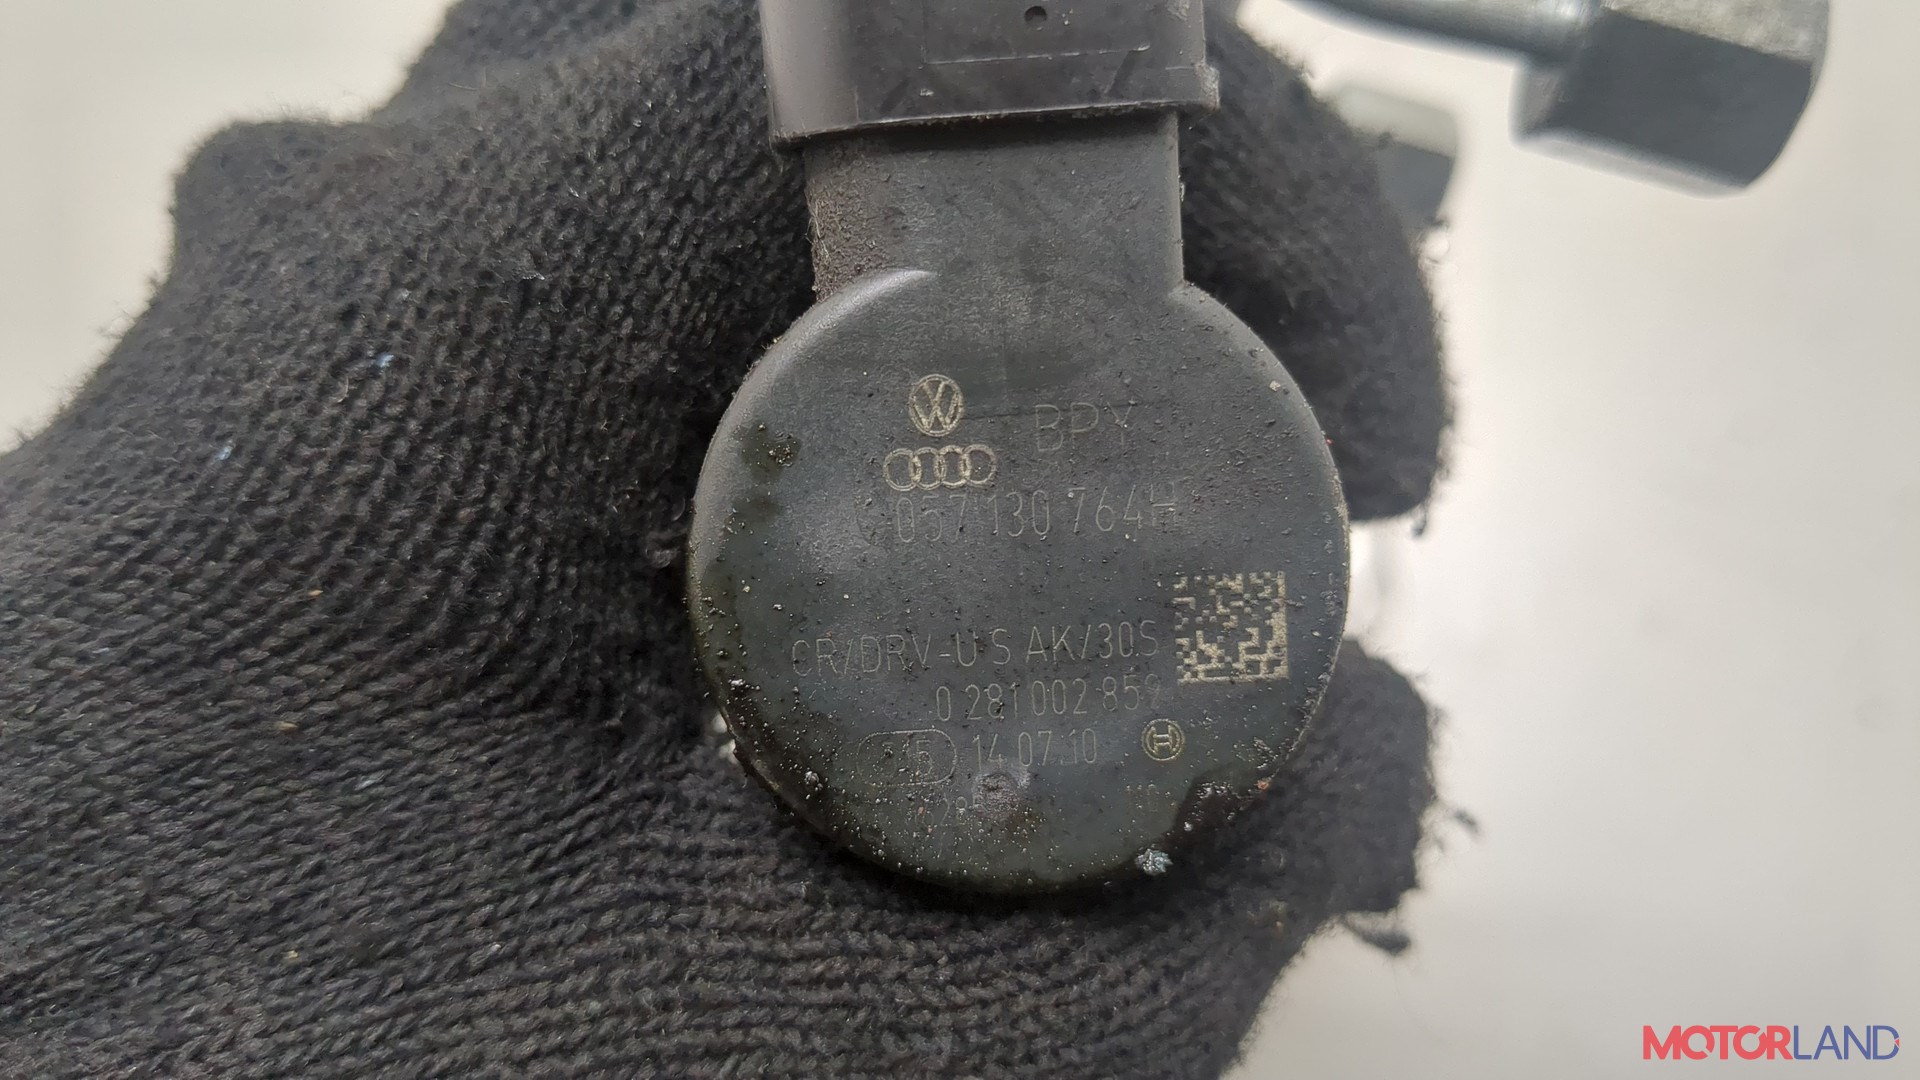 BPY
057 130 764H
CR/DRV-U S AK/30S
0 281 002 859
14.07.10
MOTORLAND